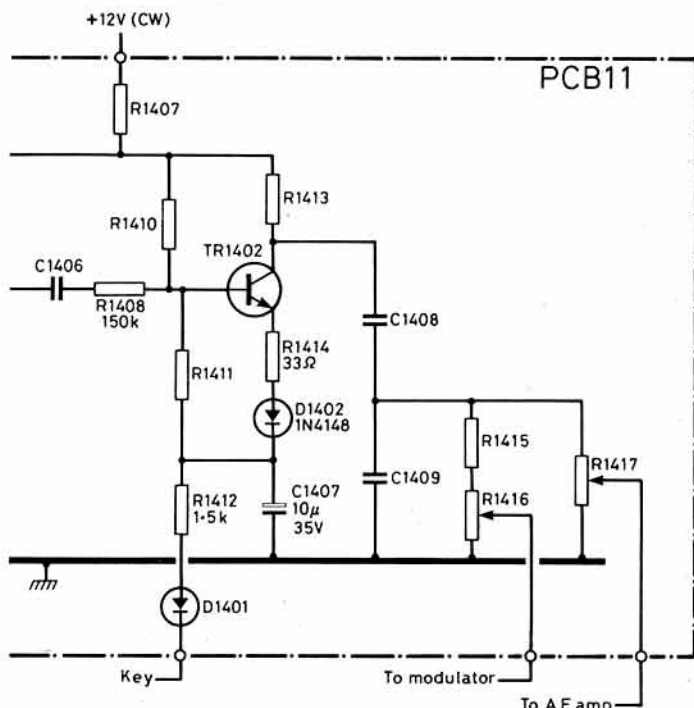 +12V (CW)
PCB11
R1407
R1413
R1410
TR1402
C1406
R1408
150k
C1408
R1414
33Ω
R1411
D1402
1N4148
R1415
R1417
C1409
R1416
R1412
1·5k
C1407
10μ
35V
D1401
Key
To modulator
To A.F. amp